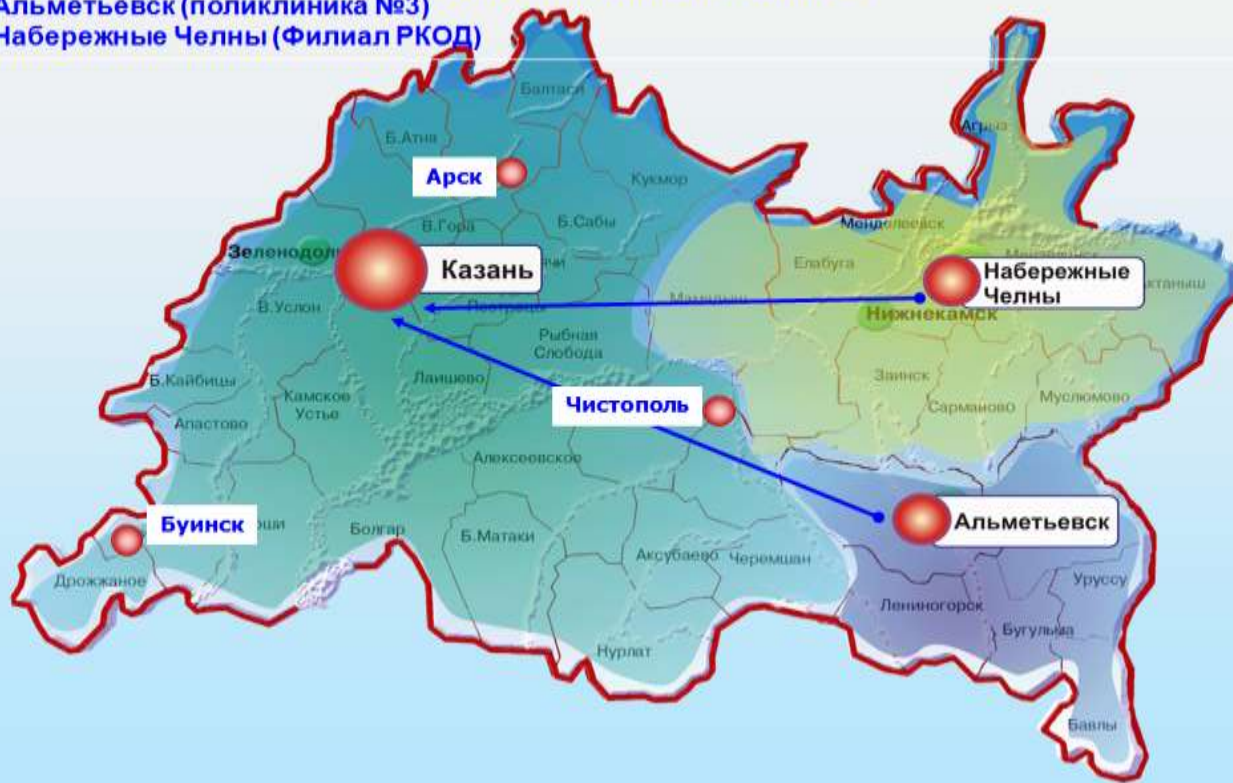 Альметьевск (поликлиника №3)
Набережные Челны (Филиал РКОД)
Балтаси
Б.Атня
Агрыз
Арск
Кукмор
В.Гора
Б.Сабы
Менделеевск
Зеленодол
Казань
Елабуга
Набережные
Челны
В.Услон
Пестрецы
Мамадыш
Нижнекамск
Рыбная
Слобода
Б.Кайбицы
Лаишево
Заинск
Камское
Устье
Чистополь
Сарманово
Муслюмово
Апастово
Алексеевское
Буинск
Болгар
Б.Матаки
Альметьевск
Аксубаево
Черемшан
Дрожжаное
Уруссу
Лениногорск
Бугульма
Нурлат
Бавлы